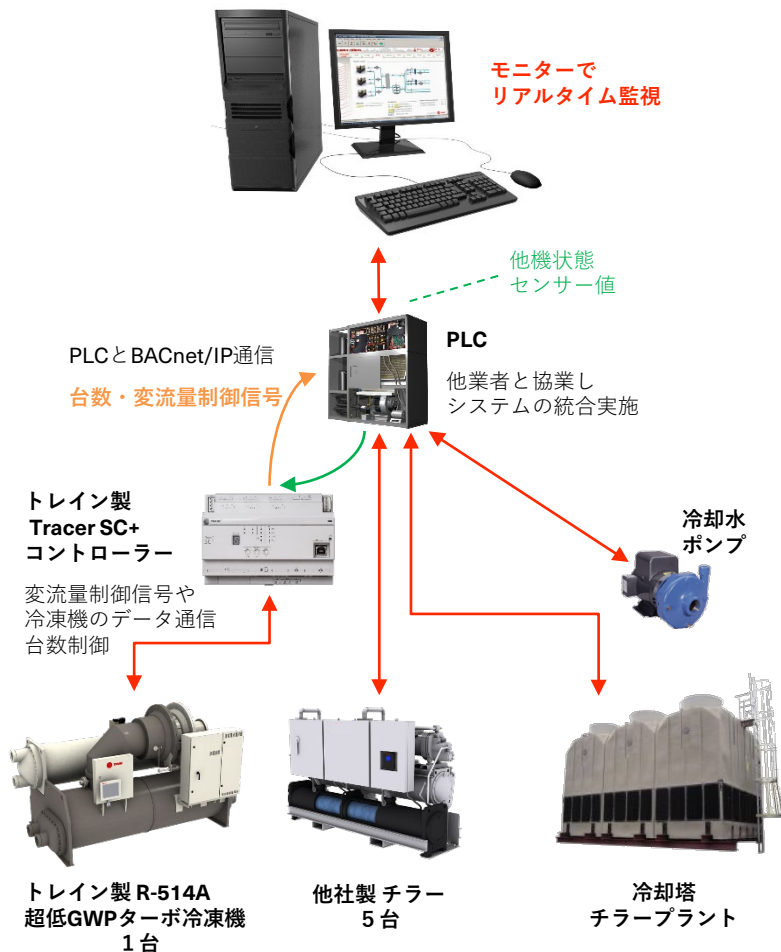 モニターで
リアルタイム監視
他機状態
センサー値
PLC
PLCとBACnet/IP通信
他業者と協業し
システムの統合実施
台数・変流量制御信号
トレイン製
Tracer SC+
コントローラー
冷却水
ポンプ
変流量制御信号や
冷凍機のデータ通信
台数制御
トレイン製 R-514A
超低GWPターボ冷凍機
1台
他社製 チラー
5台
冷却塔
チラープラント